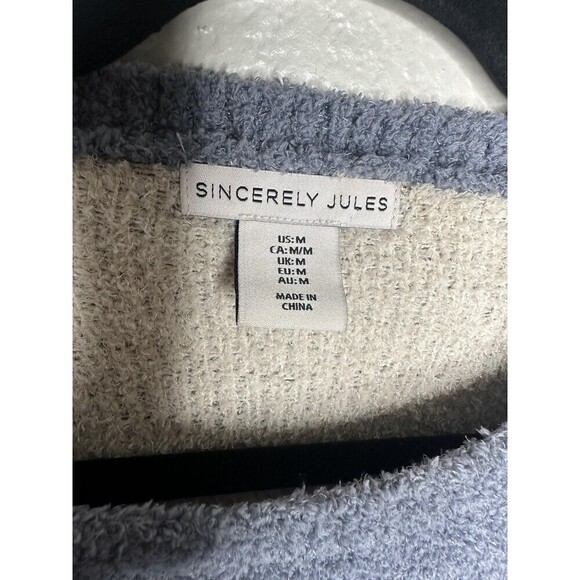 SINCERELY JULES
US: M
CA: M/M
UK: M
EU: M
AU: M
MADE IN
CHINA